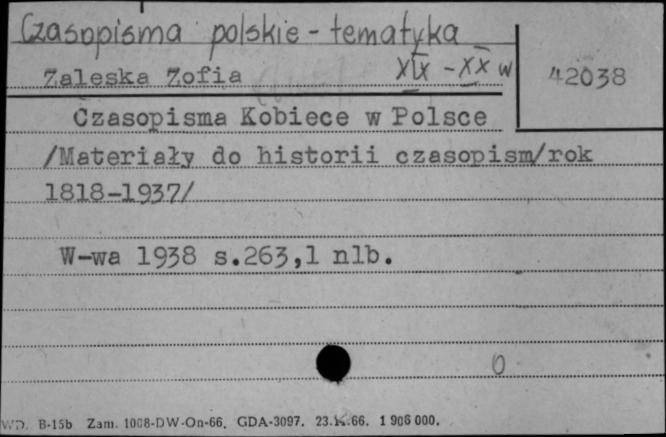 Czasopisma polskie - tematyka
Zaleska Zofia XIX - XX w 42038
Czasopisma Kobiece w Polsce
/Materiały do historii czasopism/rok
1818-1937/
W-wa 1938 s.263,1 nlb.
0
WD. B-15b Zam. 1008-DW-On-66. GDA-3097. 66. 1 906 000.